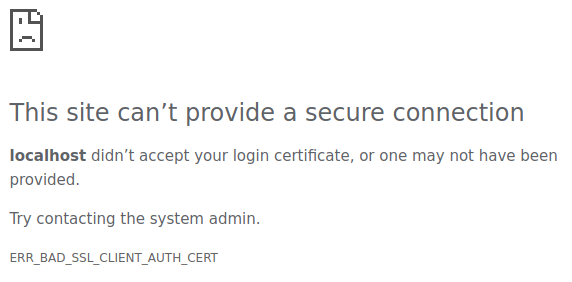 This site can’t provide a secure connection
localhost didn’t accept your login certificate, or one may not have been
provided.
Try contacting the system admin.
ERR_BAD_SSL_CLIENT_AUTH_CERT